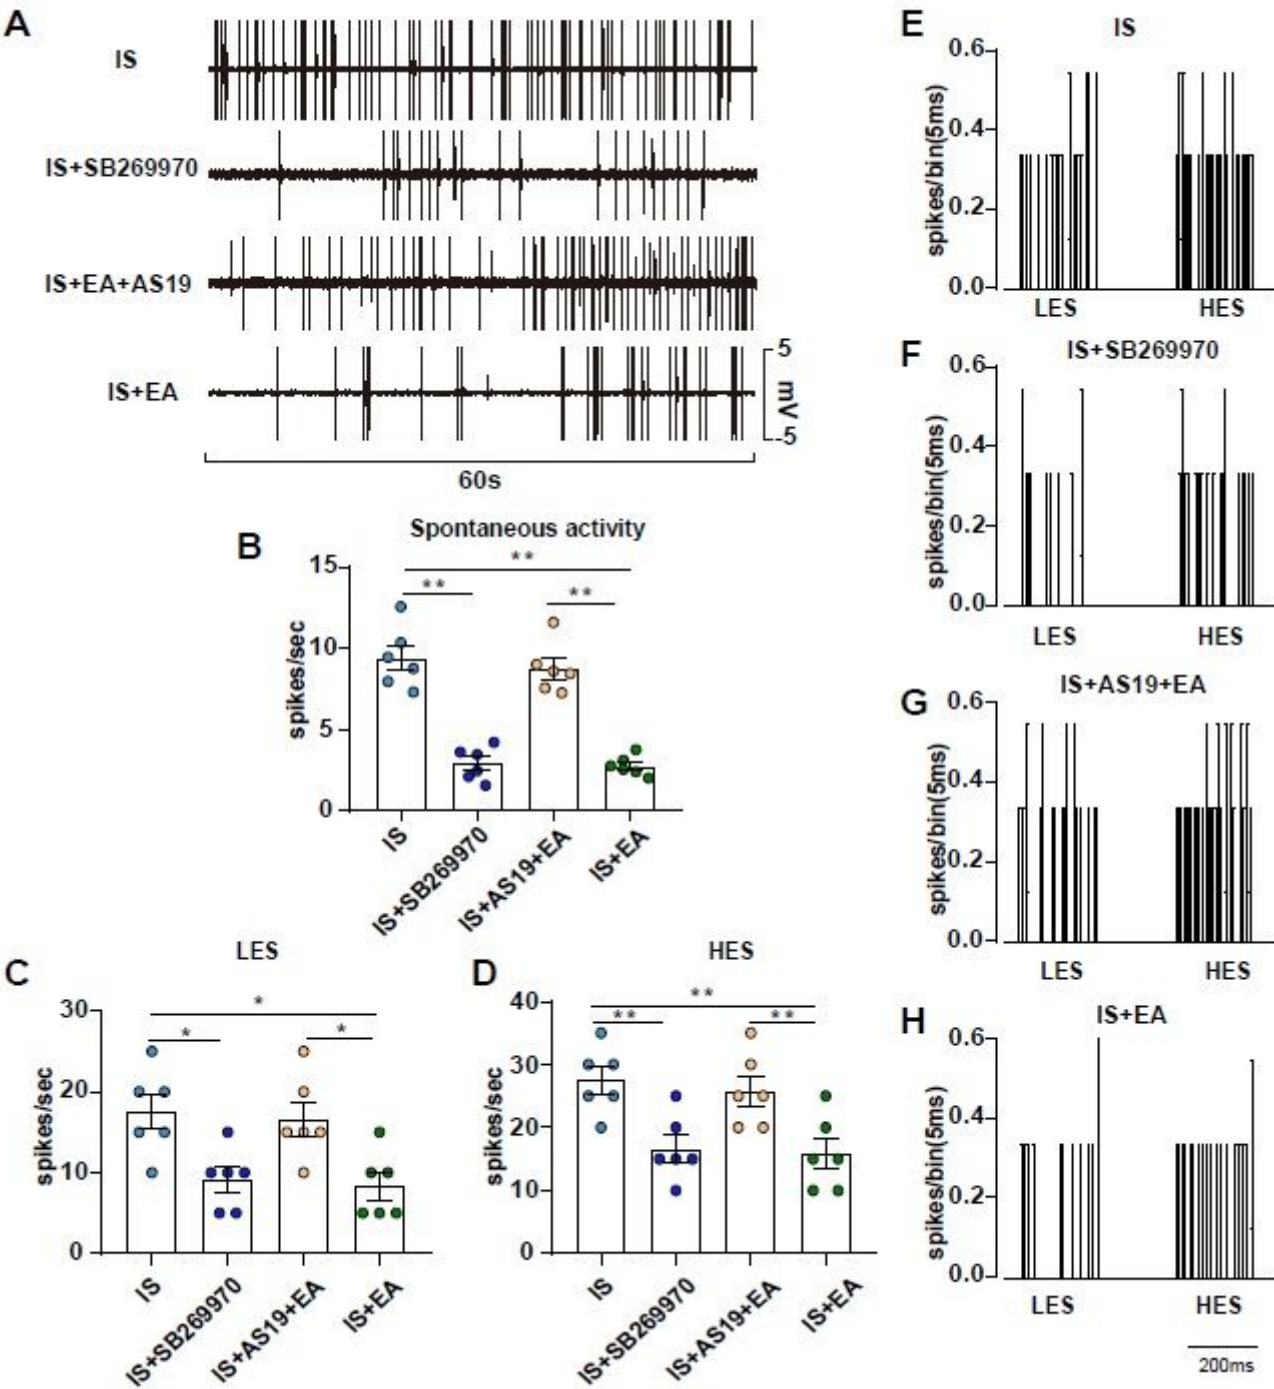 A
IS
IS+SB269970
IS+EA+AS19
IS+EA
5
mV
-5
60s
B
Spontaneous activity
**
**
**
15
10
5
0
spikes/sec
IS
IS+SB269970
IS+AS19+EA
IS+EA
C
LES
*
*
*
30
20
10
0
spikes/sec
IS
IS+SB269970
IS+AS19+EA
IS+EA
D
HES
**
**
**
40
30
20
10
0
spikes/sec
IS
IS+SB269970
IS+AS19+EA
IS+EA
E
IS
0.6
0.4
0.2
0.0
spikes/bin(5ms)
LES
HES
F
IS+SB269970
0.6
0.4
0.2
0.0
spikes/bin(5ms)
LES
HES
G
IS+AS19+EA
0.6
0.4
0.2
0.0
spikes/bin(5ms)
LES
HES
H
IS+EA
0.6
0.4
0.2
0.0
spikes/bin(5ms)
LES
HES
200ms